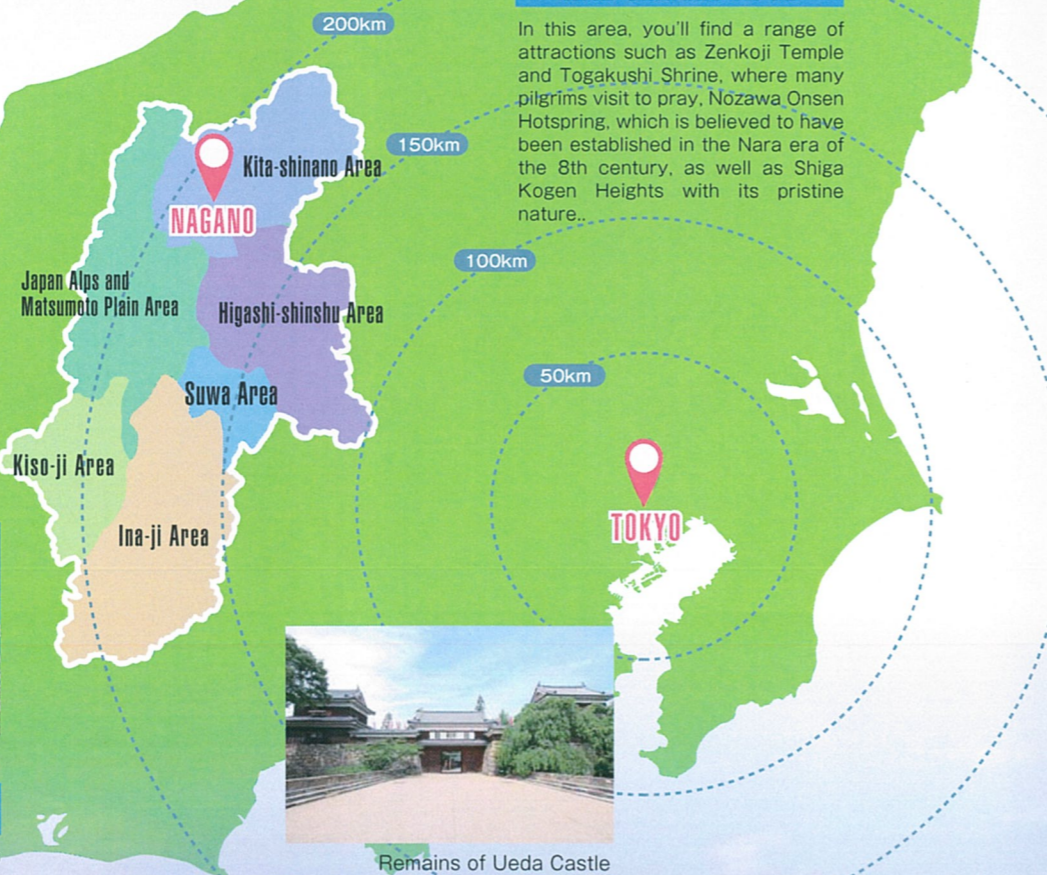 200km
In this area, you'll find a range of
attractions such as Zenkoji Temple
and Togakushi Shrine, where many
pilgrims visit to pray, Nozawa Onsen
Hotspring, which is believed to have
been established in the Nara era of
the 8th century, as well as Shiga
Kogen Heights with its pristine
nature..
150km
Kita-shinano Area
NAGANO
100km
Japan Alps and
Matsumoto Plain Area
Higashi-shinshu Area
50km
Suwa Area
Kiso-ji Area
TOKYO
Ina-ji Area
Remains of Ueda Castle